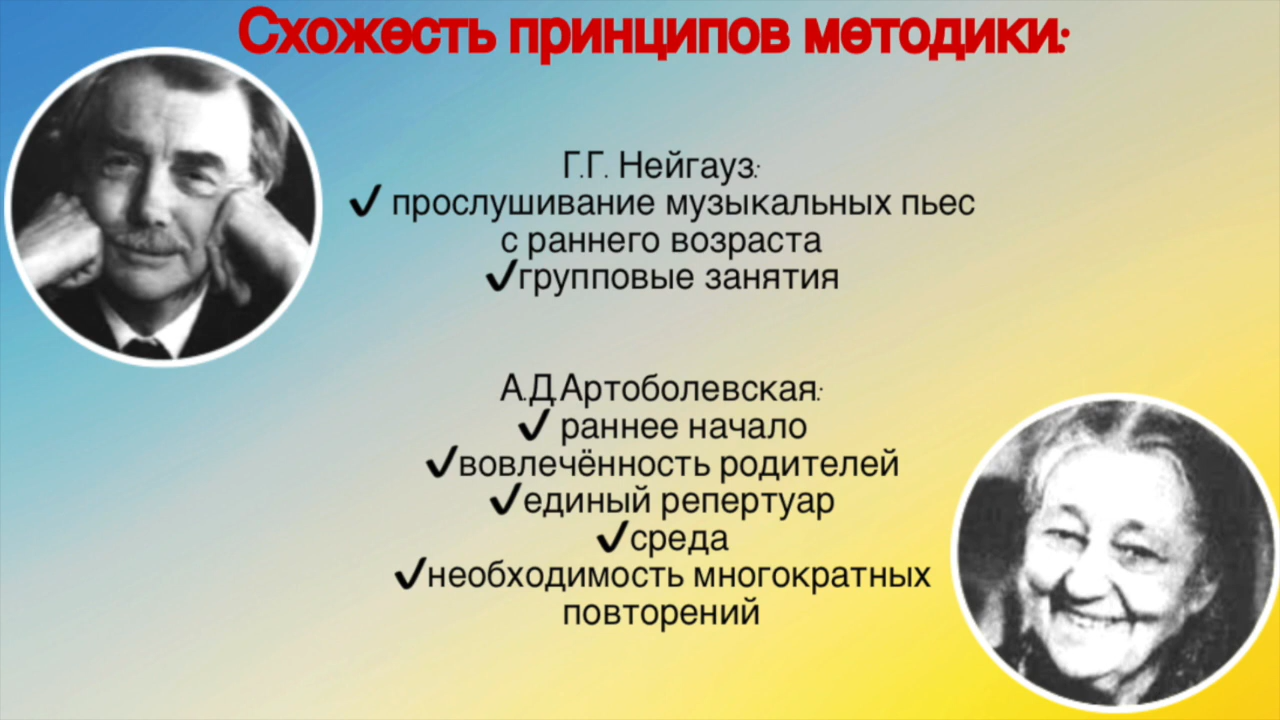 Схожесть принципов методики:
Г.Г. Нейгауз:
✔ прослушивание музыкальных пьес
с раннего возраста
✔групповые занятия
А.Д.Артоболевская:
✔ раннее начало
✔вовлечённость родителей
✔единый репертуар
✔среда
✔необходимость многократных
повторений